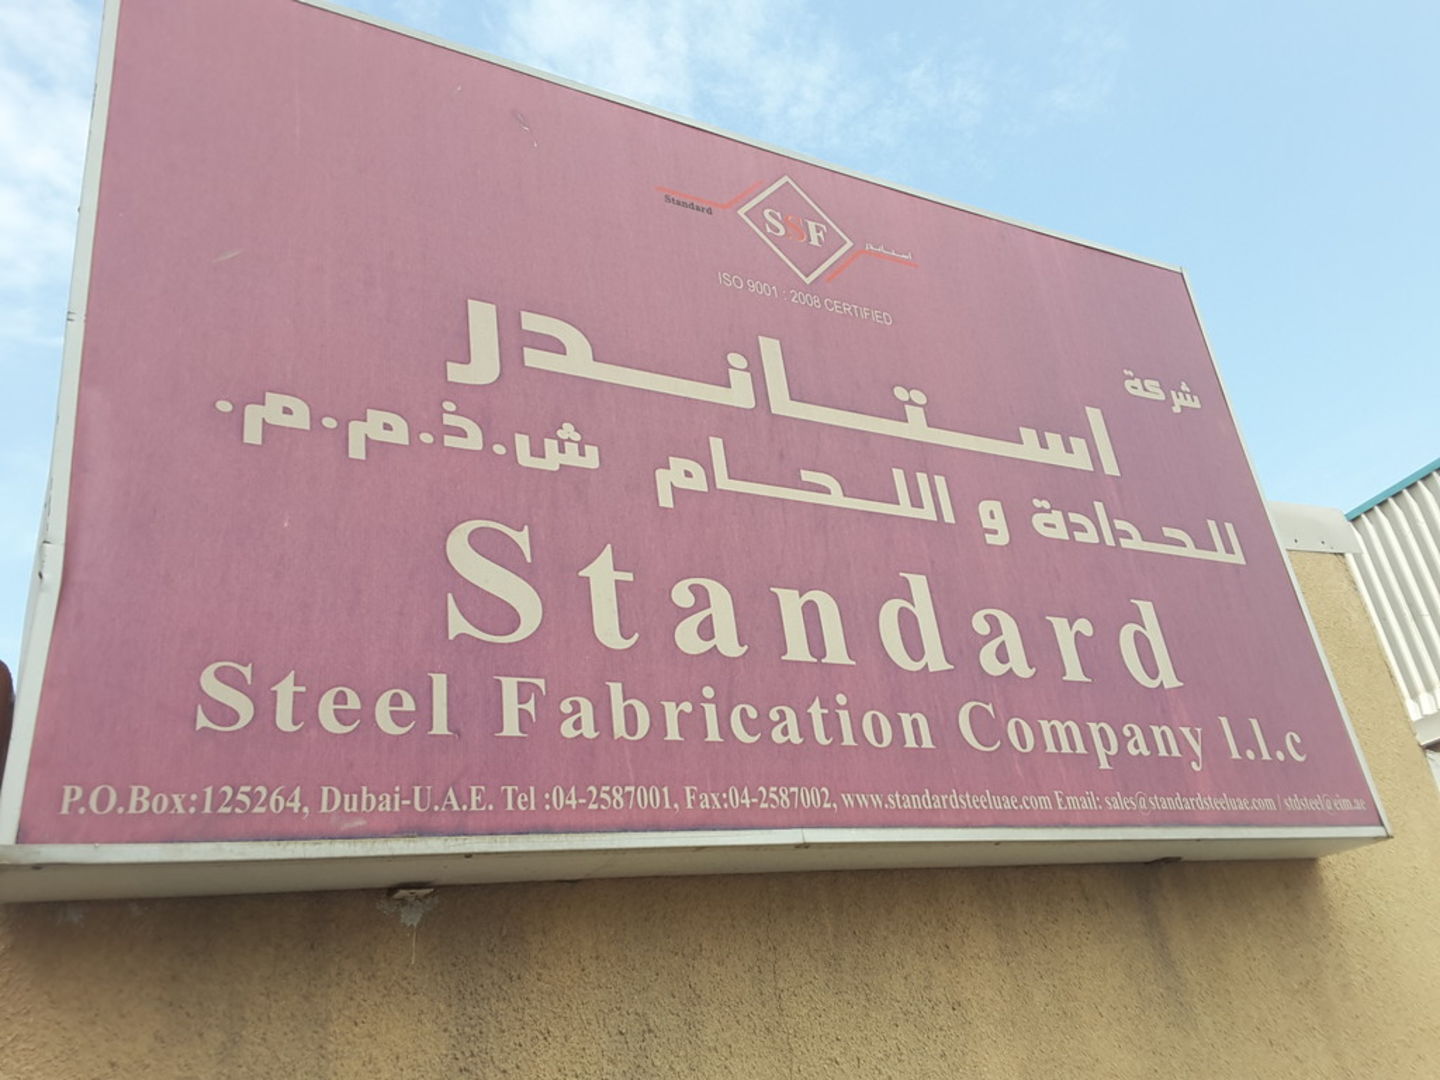 Standard
SSF
استاندر
ISO 9001 : 2008 CERTIFIED
شركة
استاندر
للحدادة و اللحام ش.ذ.م.م.
Standard
Steel Fabrication Company l.l.c
P.O.Box:125264, Dubai-U.A.E. Tel :04-2587001, Fax:04-2587002, www.standardsteeluae.com Email: sales@standardsteeluae.com / stdsteel@eim.ae